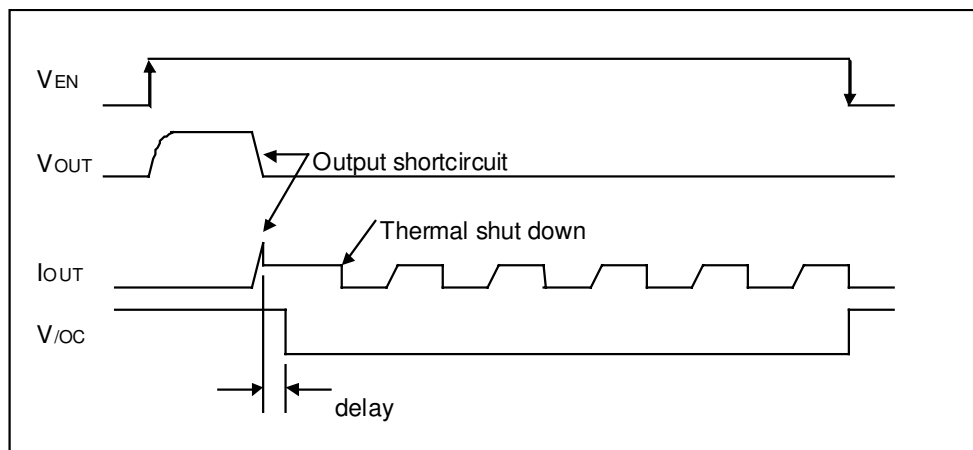 VEN
VOUT
Output shortcircuit
Thermal shut down
IOUT
V/OC
delay